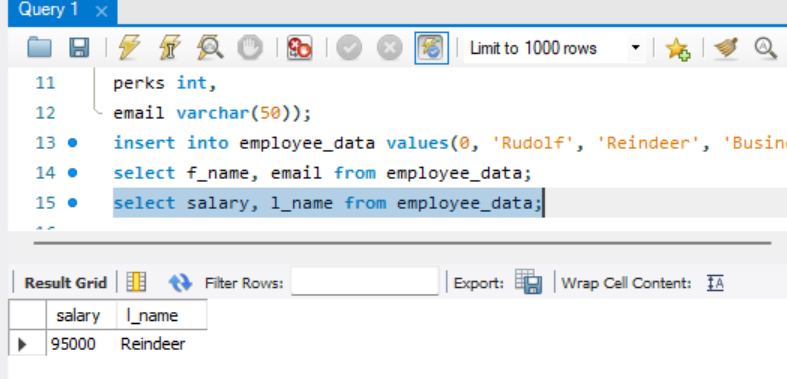 Query 1
Limit to 1000 rows
11 perks int,
12 email varchar(50));
13 insert into employee_data values(0, 'Rudolf', 'Reindeer', 'Busin
14 select f_name, email from employee_data;
15 select salary, l_name from employee_data;
Result Grid Filter Rows: Export: Wrap Cell Content:
salary l_name
95000 Reindeer